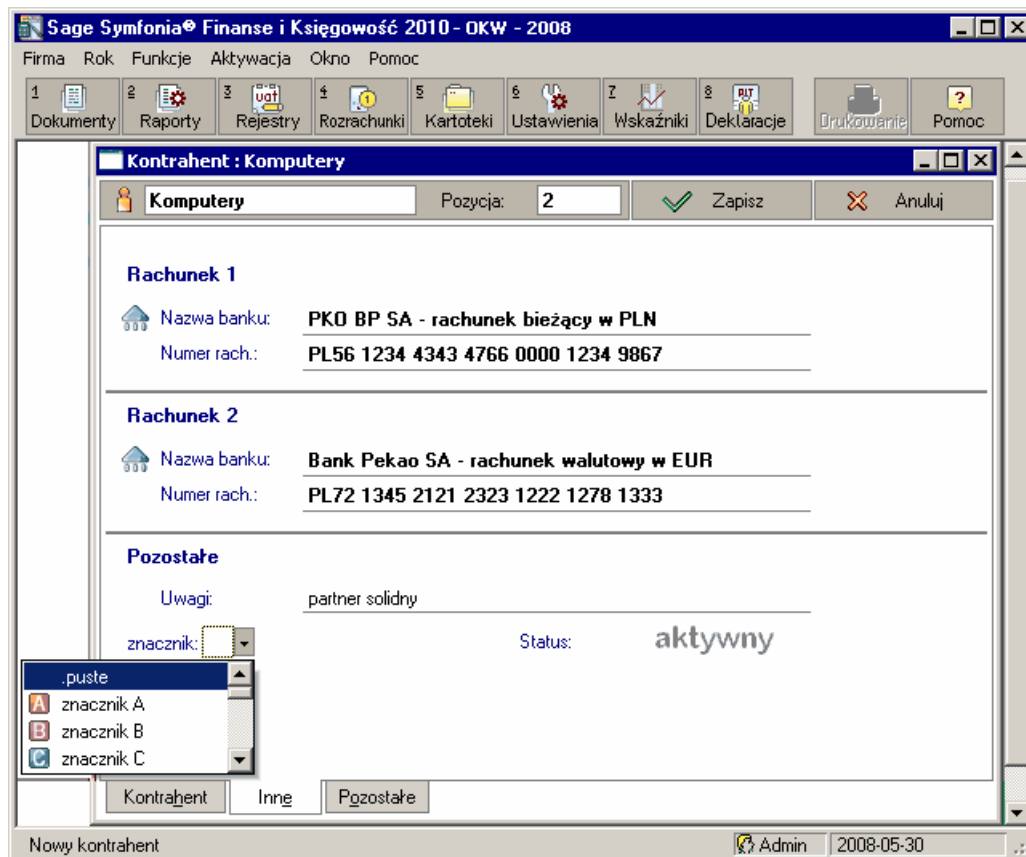 Sage Symfonia® Finanse i Księgowość 2010 - OKW - 2008
Firma Rok Funkcje Aktywacja Okno Pomoc
1 2 3 4 5 6 7 8
Dokumenty Raporty Rejestry Rozrachunki Kartoteki Ustawienia Wskaźniki Deklaracje Drukowanie Pomoc
Kontrahent : Komputery
Komputery Pozycja: 2 Zapisz Anuluj
Rachunek 1
Nazwa banku: PKO BP SA - rachunek bieżący w PLN
Numer rach.: PL56 1234 4343 4766 0000 1234 9867
Rachunek 2
Nazwa banku: Bank Pekao SA - rachunek walutowy w EUR
Numer rach.: PL72 1345 2121 2323 1222 1278 1333
Pozostałe
Uwagi: partner solidny
znacznik: Status: aktywny
.puste
A znacznik A
B znacznik B
C znacznik C
Kontrahent Inne Pozostałe
Nowy kontrahent Admin 2008-05-30